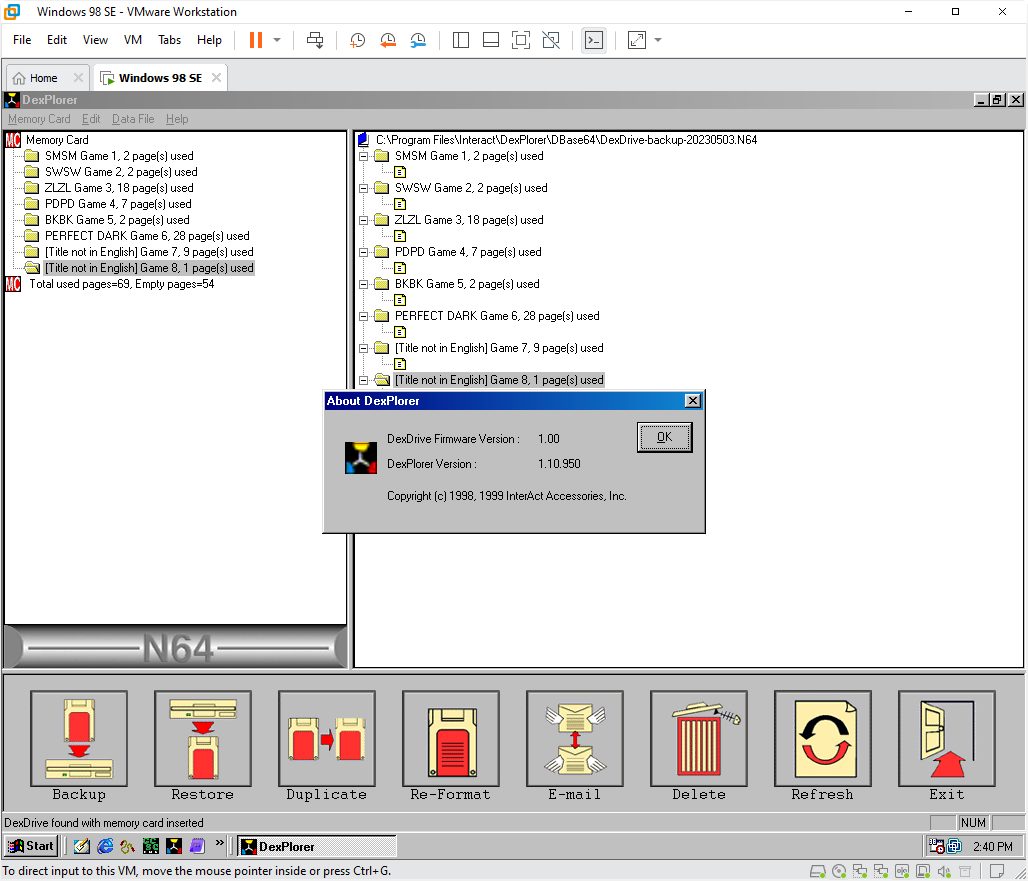 Windows 98 SE - VMware Workstation
File Edit View VM Tabs Help
Home Windows 98 SE
DexPlorer
Memory Card Edit Data File Help
MC Memory Card
SMSM Game 1, 2 page(s) used
SWSW Game 2, 2 page(s) used
ZLZL Game 3, 18 page(s) used
PDPD Game 4, 7 page(s) used
BKBK Game 5, 2 page(s) used
PERFECT DARK Game 6, 28 page(s) used
[Title not in English] Game 7, 9 page(s) used
[Title not in English] Game 8, 1 page(s) used
MC Total used pages=69, Empty pages=54
N64
C:\Program Files\Interact\DexPlorer\DBase64\DexDrive-backup-20230503.N64
SMSM Game 1, 2 page(s) used
SWSW Game 2, 2 page(s) used
ZLZL Game 3, 18 page(s) used
PDPD Game 4, 7 page(s) used
BKBK Game 5, 2 page(s) used
PERFECT DARK Game 6, 28 page(s) used
[Title not in English] Game 7, 9 page(s) used
[Title not in English] Game 8, 1 page(s) used
About DexPlorer
DexDrive Firmware Version : 1.00
OK
DexPlorer Version : 1.10.950
Copyright (c) 1998, 1999 InterAct Accessories, Inc.
Backup Restore Duplicate Re-Format E-mail Delete Refresh Exit
DexDrive found with memory card inserted NUM
Start » DexPlorer 2:40 PM
To direct input to this VM, move the mouse pointer inside or press Ctrl+G.